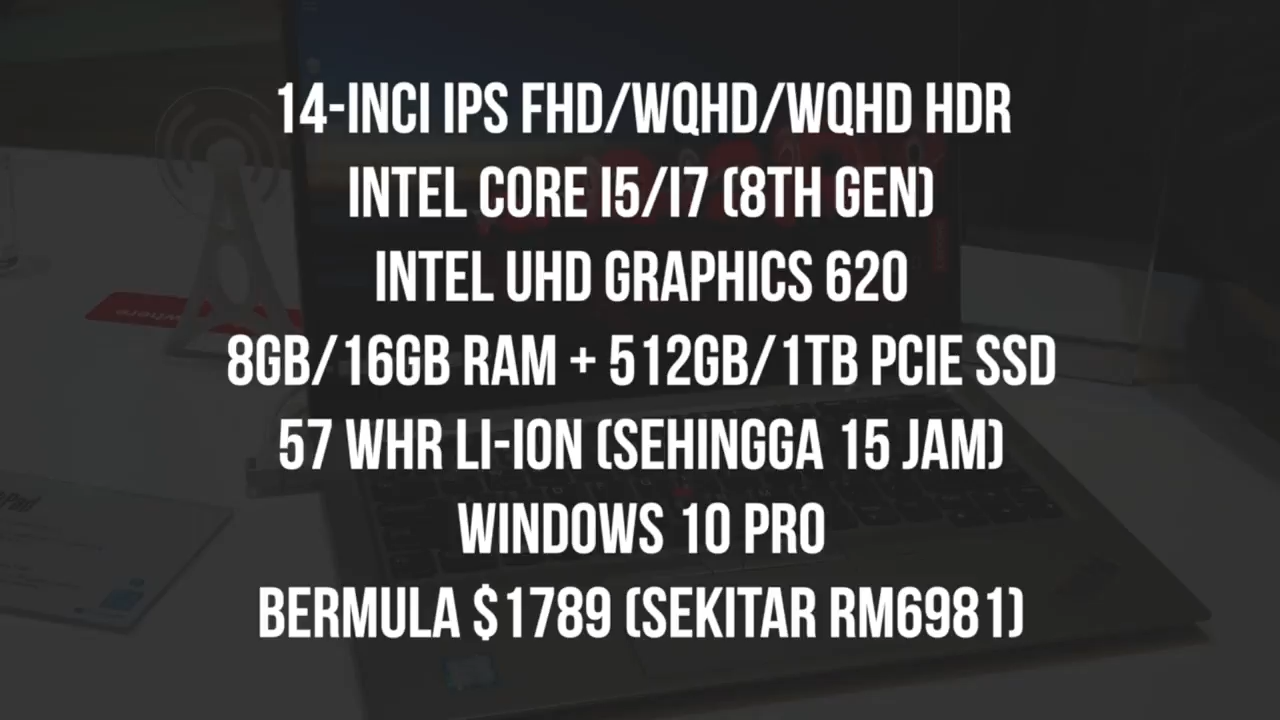 14-INCI IPS FHD/WQHD/WQHD HDR
INTEL CORE I5/I7 (8TH GEN)
INTEL UHD GRAPHICS 620
8GB/16GB RAM + 512GB/1TB PCIE SSD
57 WHR LI-ION (SEHINGGA 15 JAM)
WINDOWS 10 PRO
BERMULA $1789 (SEKITAR RM6981)